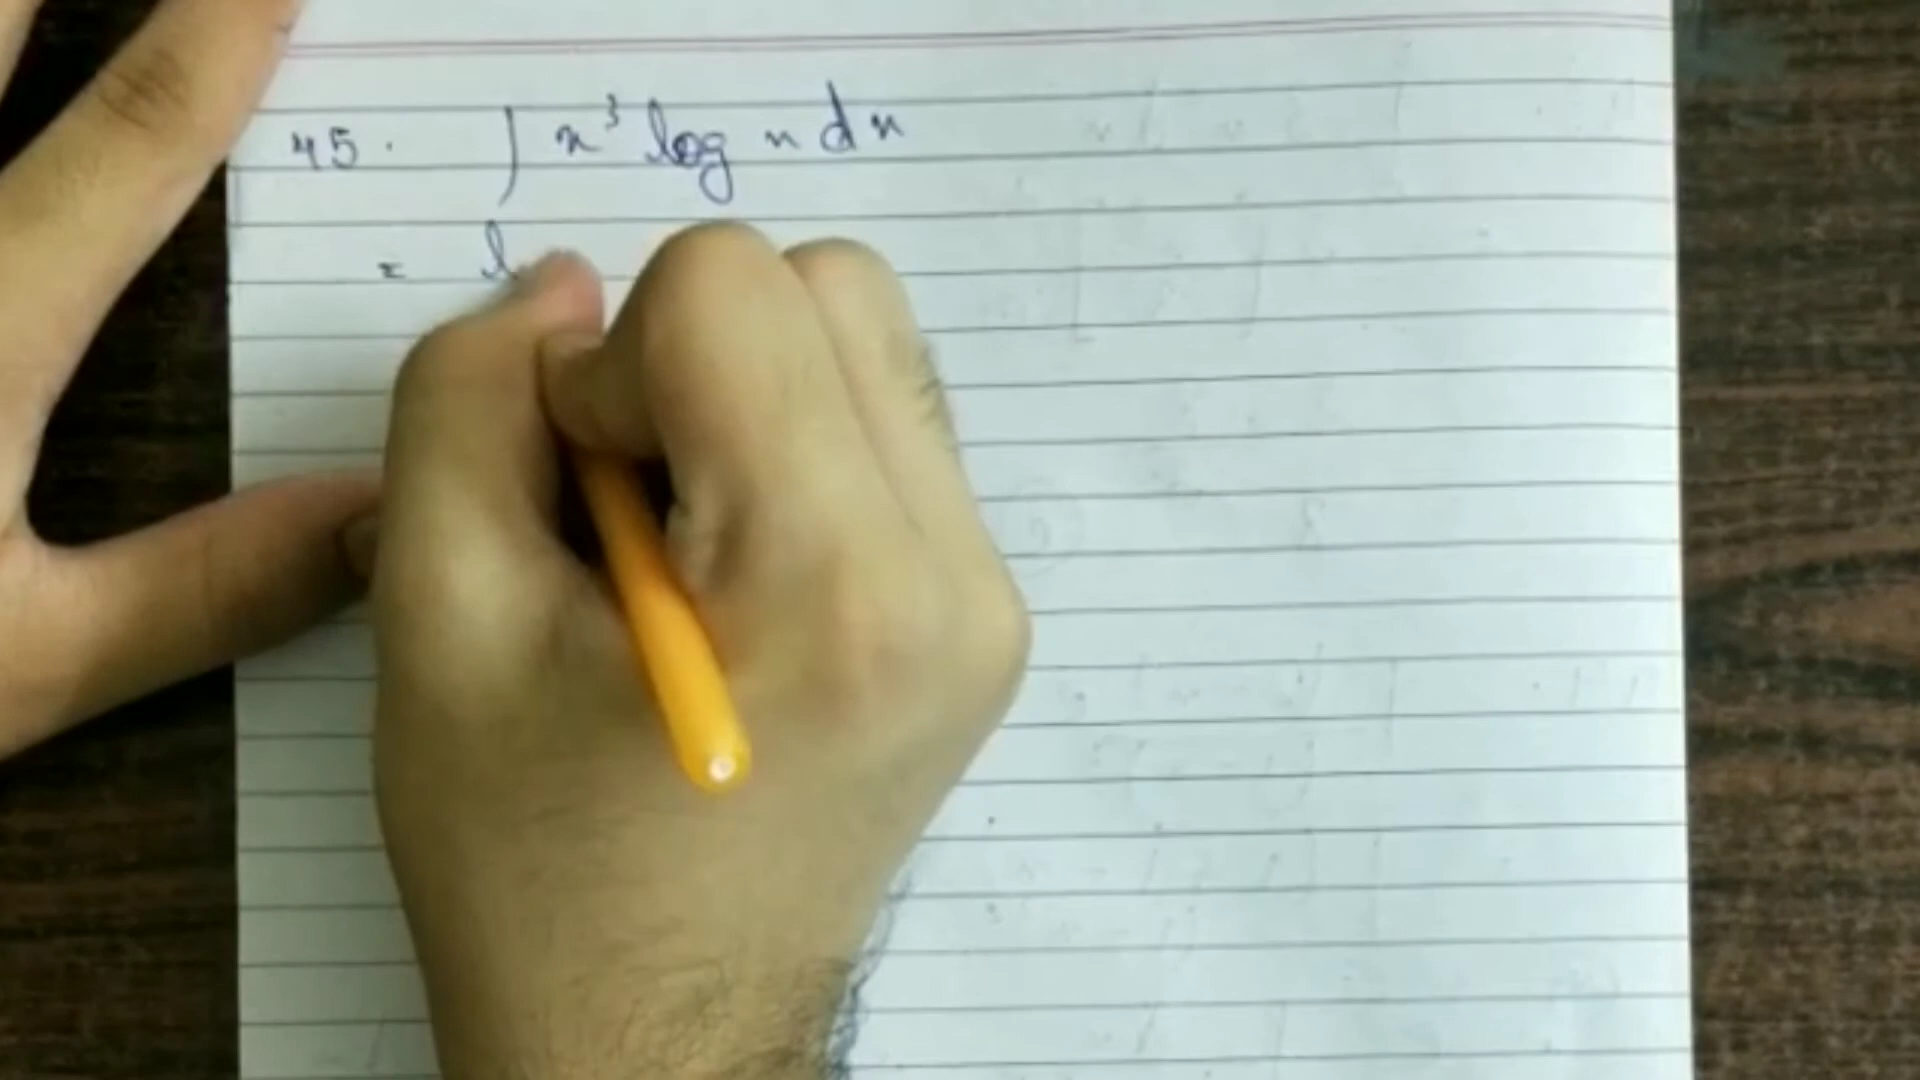 45. ∫ x³ log x dx
= l